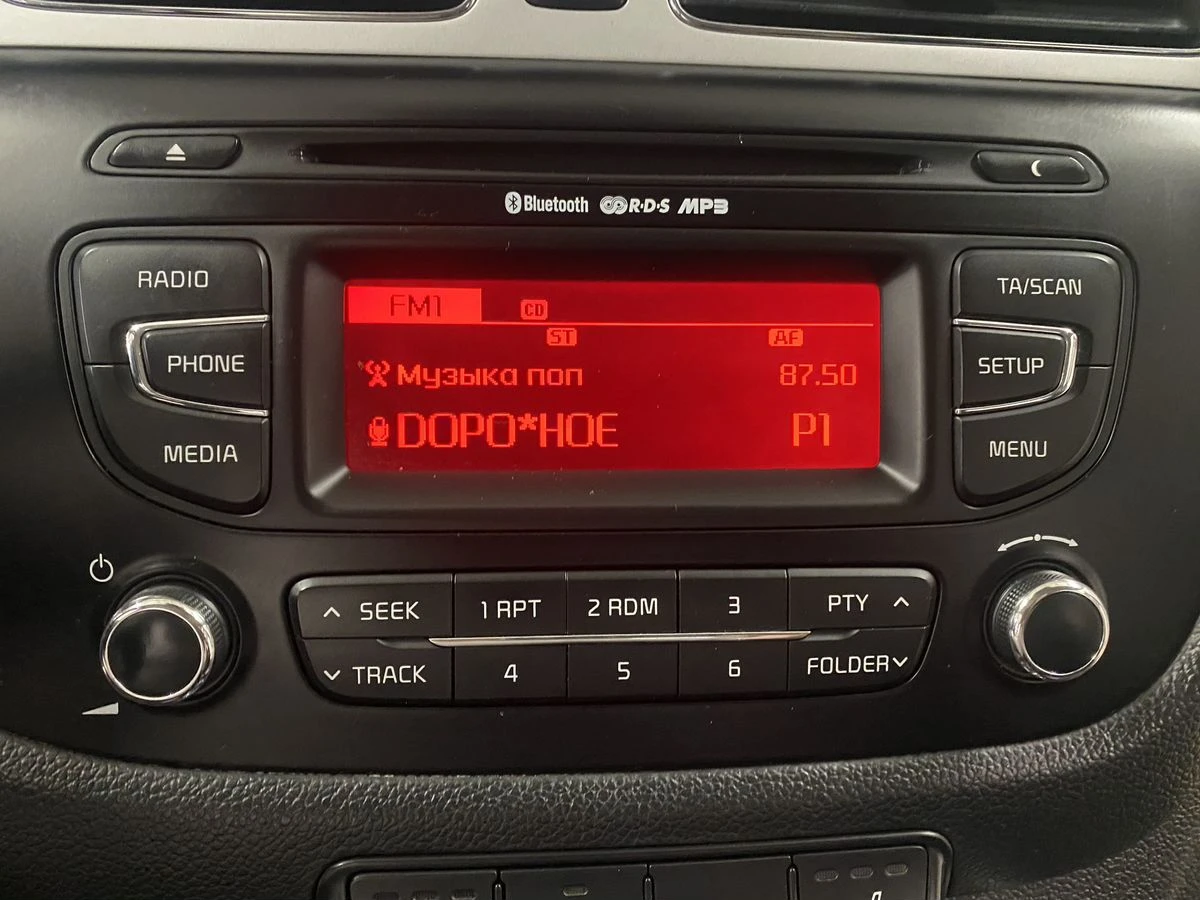 Bluetooth R·D·S MP3
RADIO
PHONE
MEDIA
FM1 CD
ST AF
Музыка поп 87.50
DOPO*HOE P1
TA/SCAN
SETUP
MENU
SEEK 1 RPT 2 RDM 3 PTY
TRACK 4 5 6 FOLDER